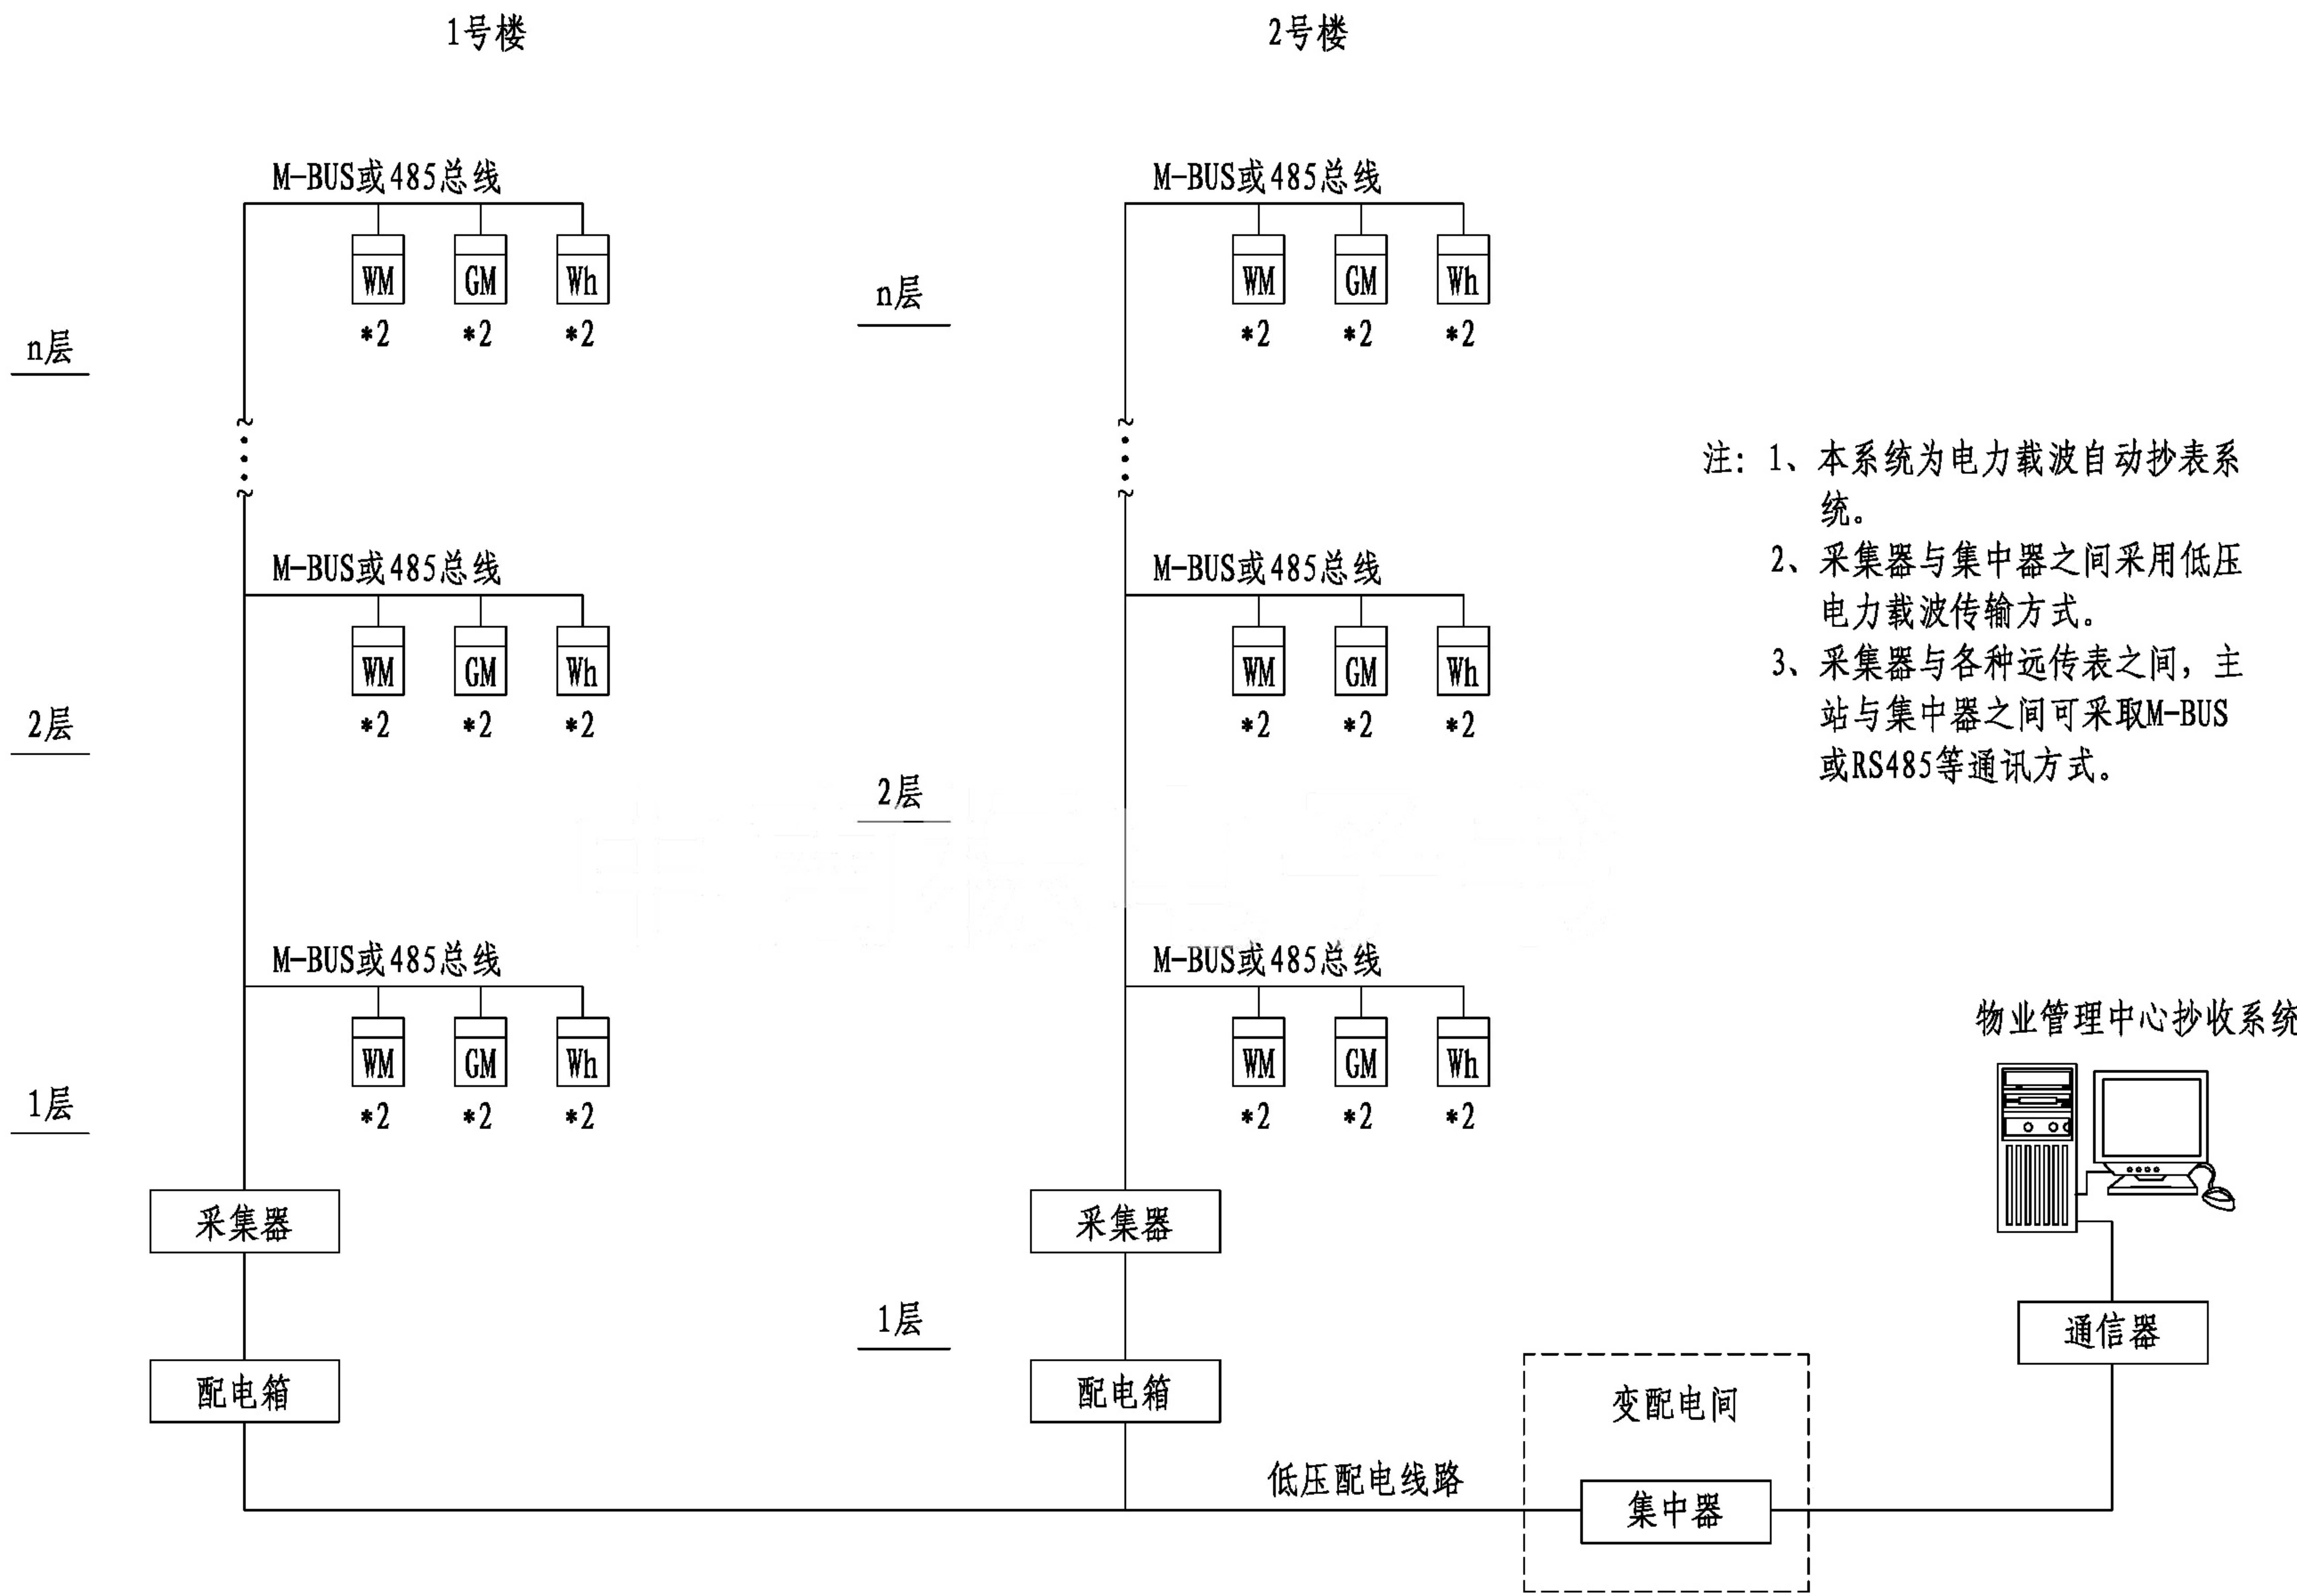 1号楼
2号楼
M-BUS或485总线
M-BUS或485总线
WM
GM
Wh
WM
GM
Wh
*2
*2
*2
*2
*2
*2
n层
n层
注：1、本系统为电力载波自动抄表系
统。
2、采集器与集中器之间采用低压
电力载波传输方式。
3、采集器与各种远传表之间，主
站与集中器之间可采取M-BUS
或RS485等通讯方式。
M-BUS或485总线
M-BUS或485总线
WM
GM
Wh
WM
GM
Wh
*2
*2
*2
*2
*2
*2
2层
2层
M-BUS或485总线
M-BUS或485总线
WM
GM
Wh
WM
GM
Wh
*2
*2
*2
*2
*2
*2
1层
物业管理中心抄收系统
采集器
采集器
1层
通信器
配电箱
配电箱
变配电间
低压配电线路
集中器